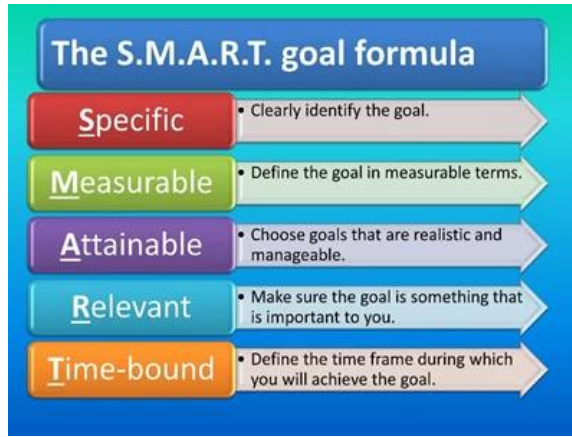 The S.M.A.R.T. goal formula
Specific
• Clearly identify the goal.
Measurable
• Define the goal in measurable terms.
Attainable
• Choose goals that are realistic and
manageable.
Relevant
• Make sure the goal is something that
is important to you.
Time-bound
• Define the time frame during which
you will achieve the goal.